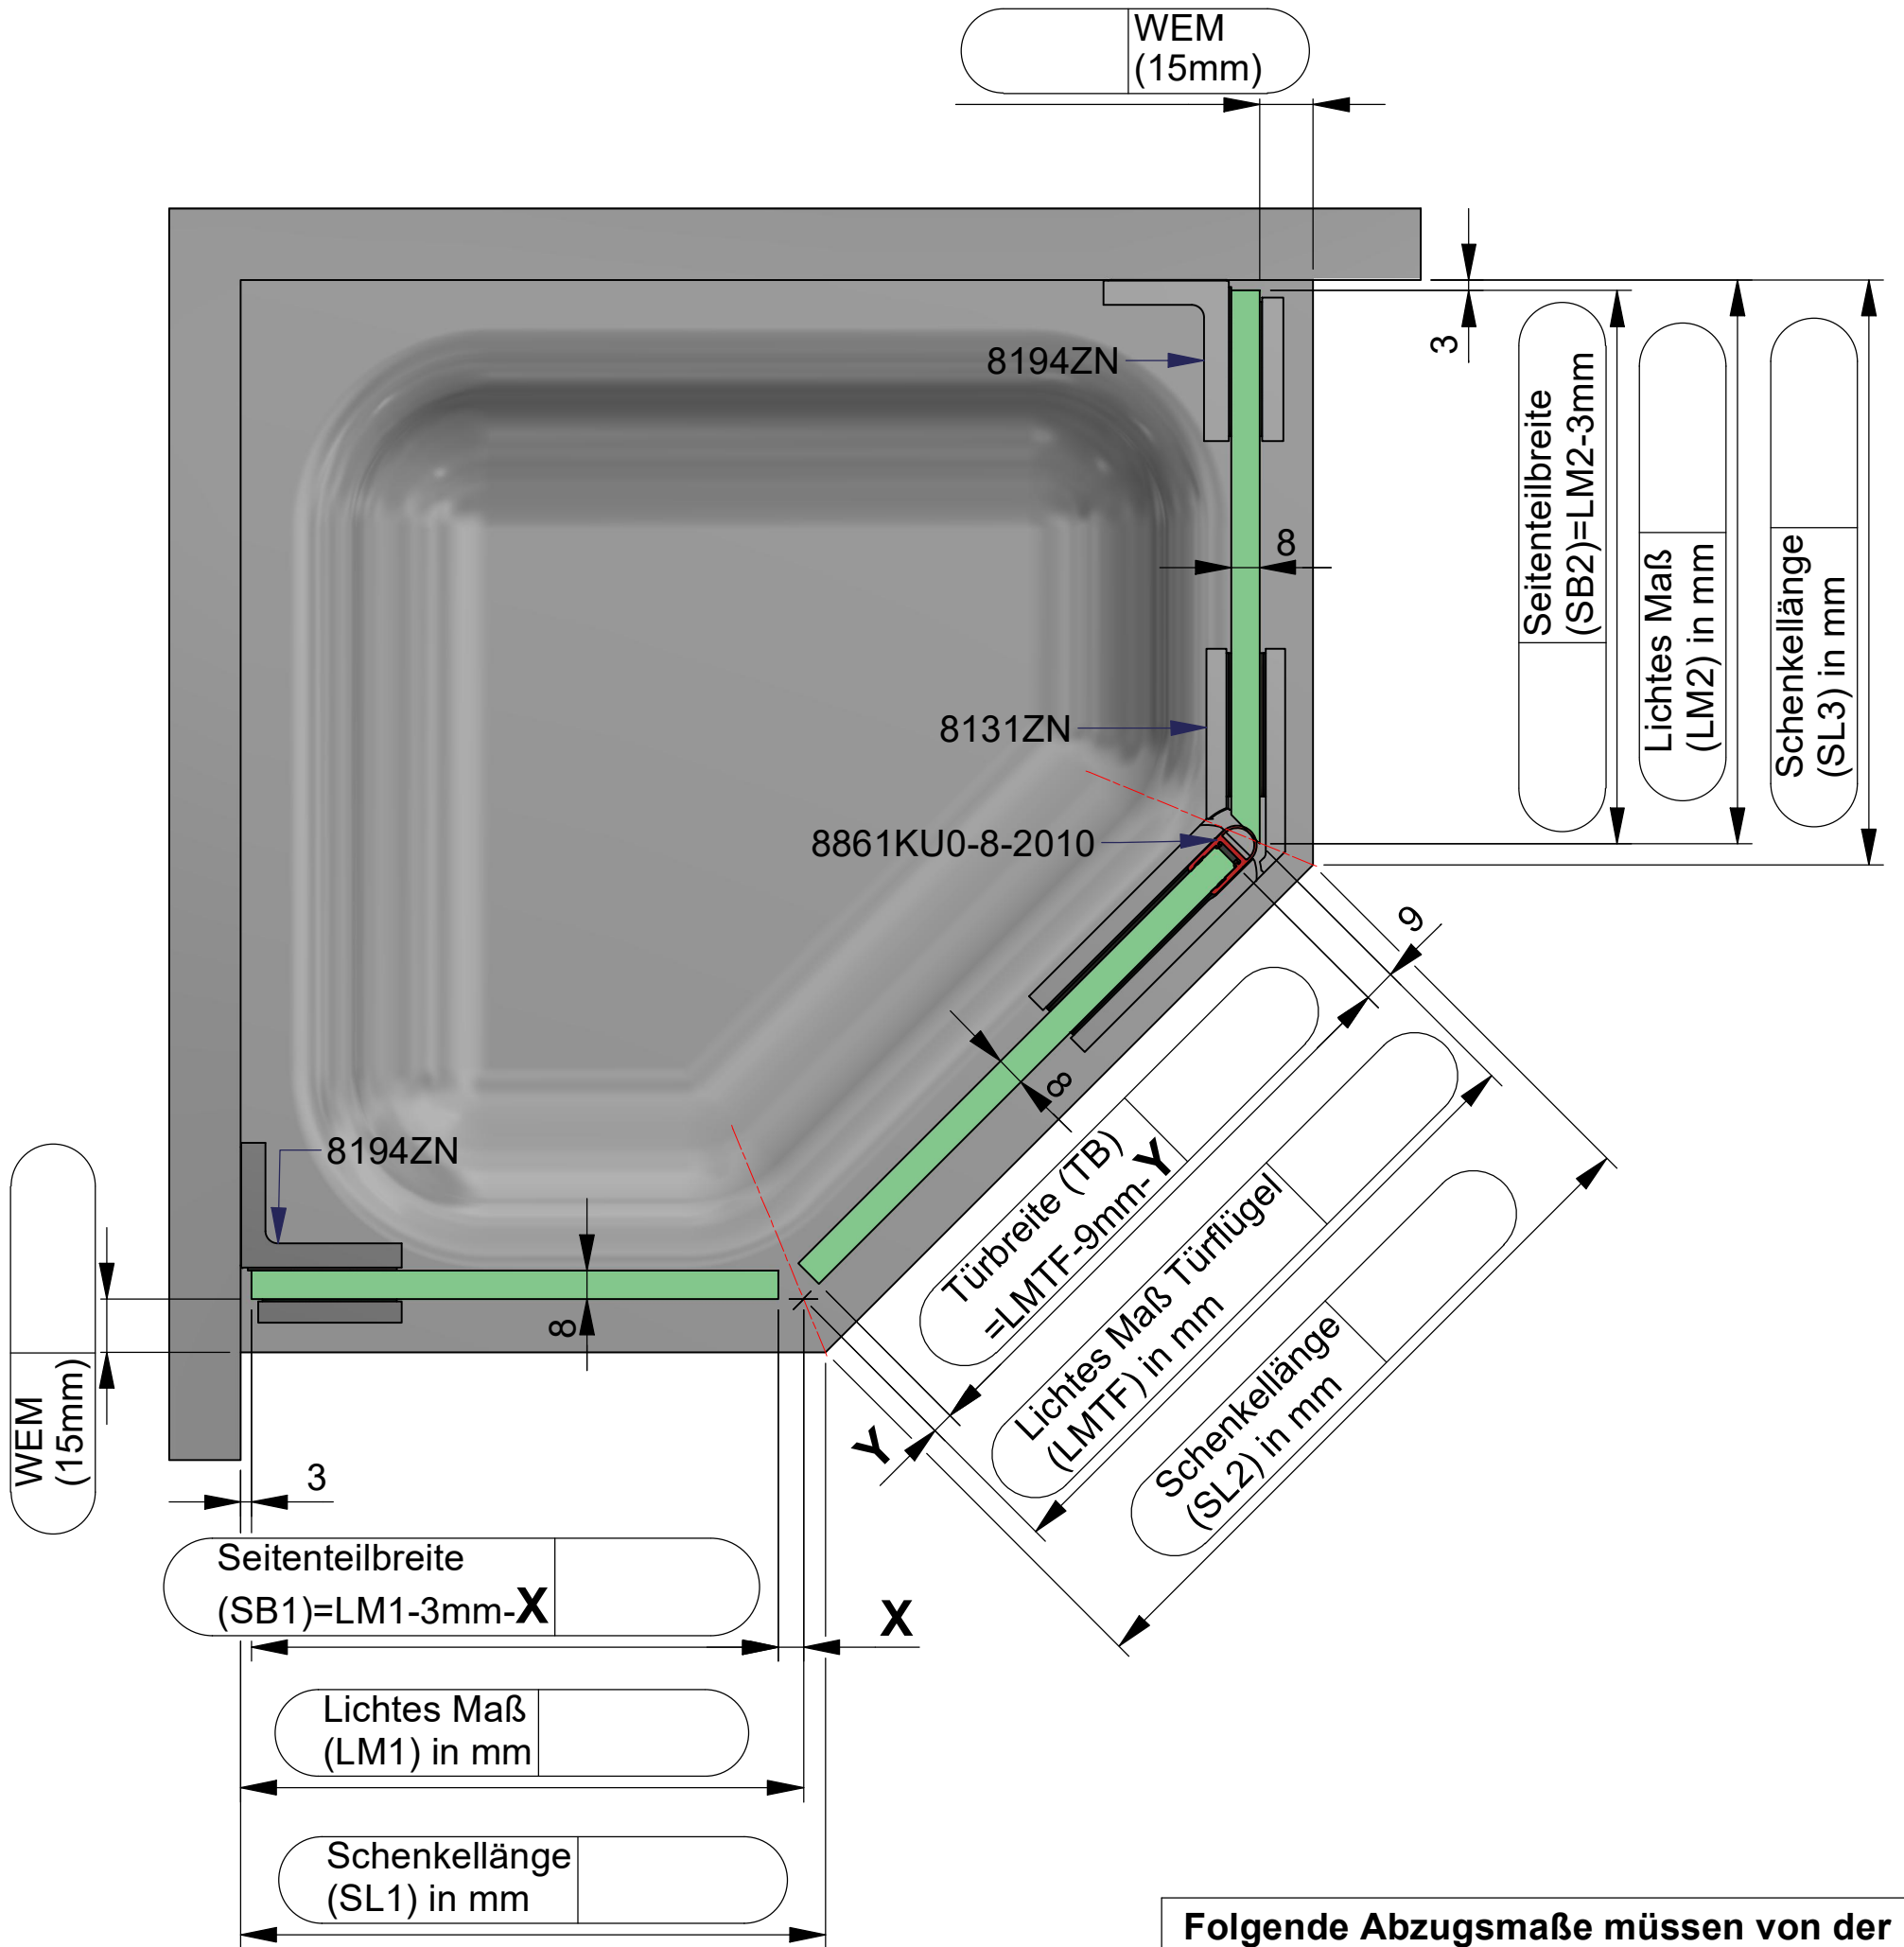 WEM
(15mm)
3
8194ZN
Seitenteilbreite
(SB2)=LM2-3mm
Lichtes Maß
(LM2) in mm
Schenkellänge
(SL3) in mm
8
8131ZN
8861KU0-8-2010
9
8
Türbreite (TB)
=LMTF-9mm-Y
Lichtes Maß Türflügel
(LMTF) in mm
Schenkellänge
(SL2) in mm
8194ZN
8
WEM
(15mm)
Y
3
Seitenteilbreite
(SB1)=LM1-3mm-X
X
Lichtes Maß
(LM1) in mm
Schenkellänge
(SL1) in mm
Folgende Abzugsmaße müssen von der